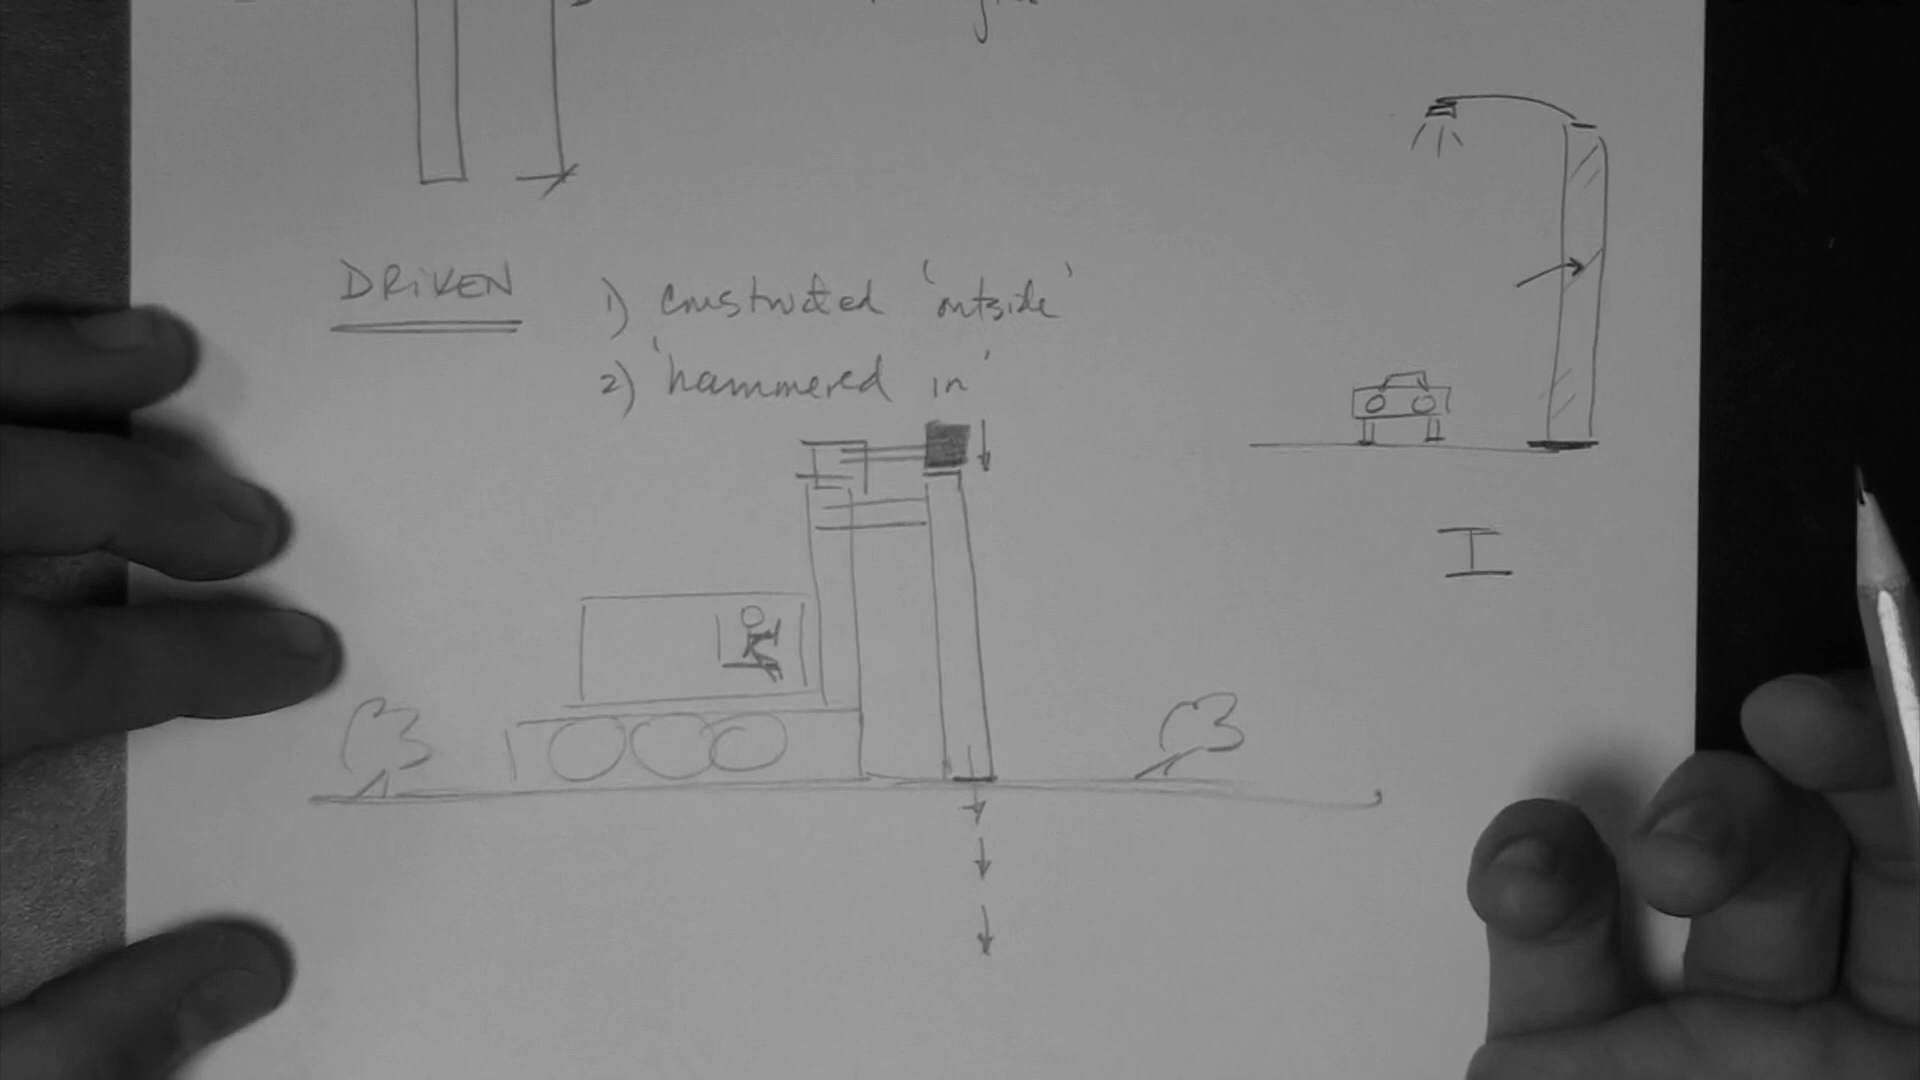 DRIVEN
1) constructed 'outside'
2) 'hammered in'